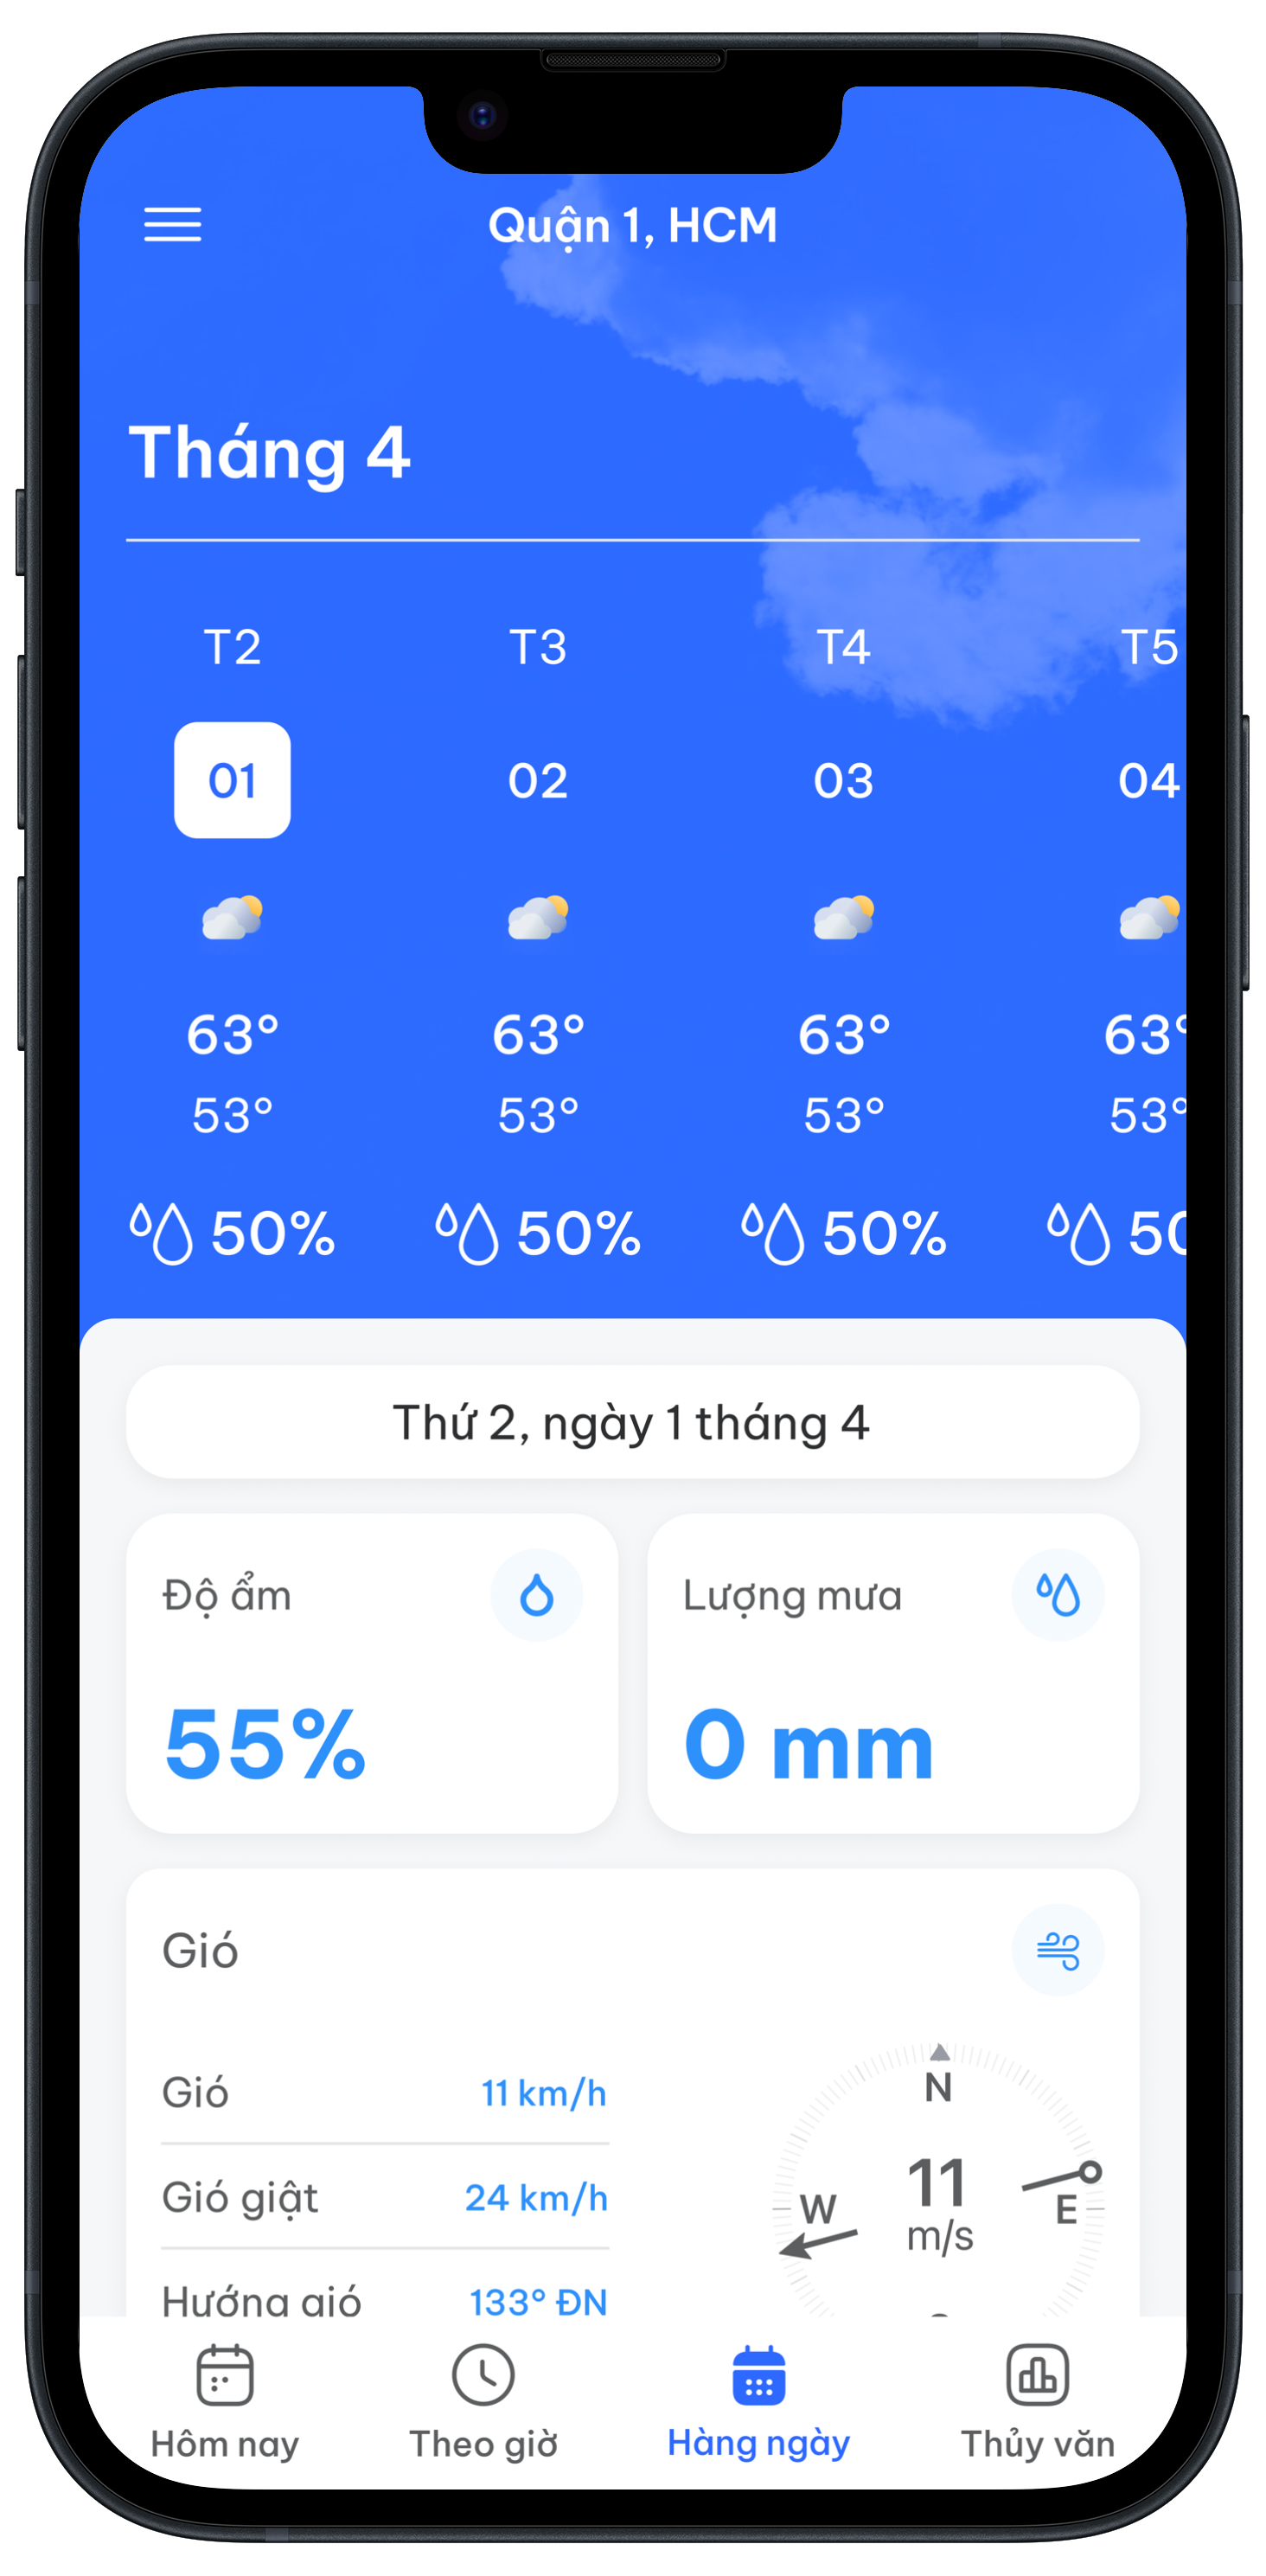 Quận 1, HCM
Tháng 4
T2 T3 T4 T5
01 02 03 04
63° 63° 63° 63°
53° 53° 53° 53°
50% 50% 50% 50
Thứ 2, ngày 1 tháng 4
Độ ẩm
55%
Lượng mưa
0 mm
Gió
Gió 11 km/h
Gió giật 24 km/h
Hướng gió 133° ĐN
N
W 11 E
m/s
Hôm nay Theo giờ Hàng ngày Thủy văn